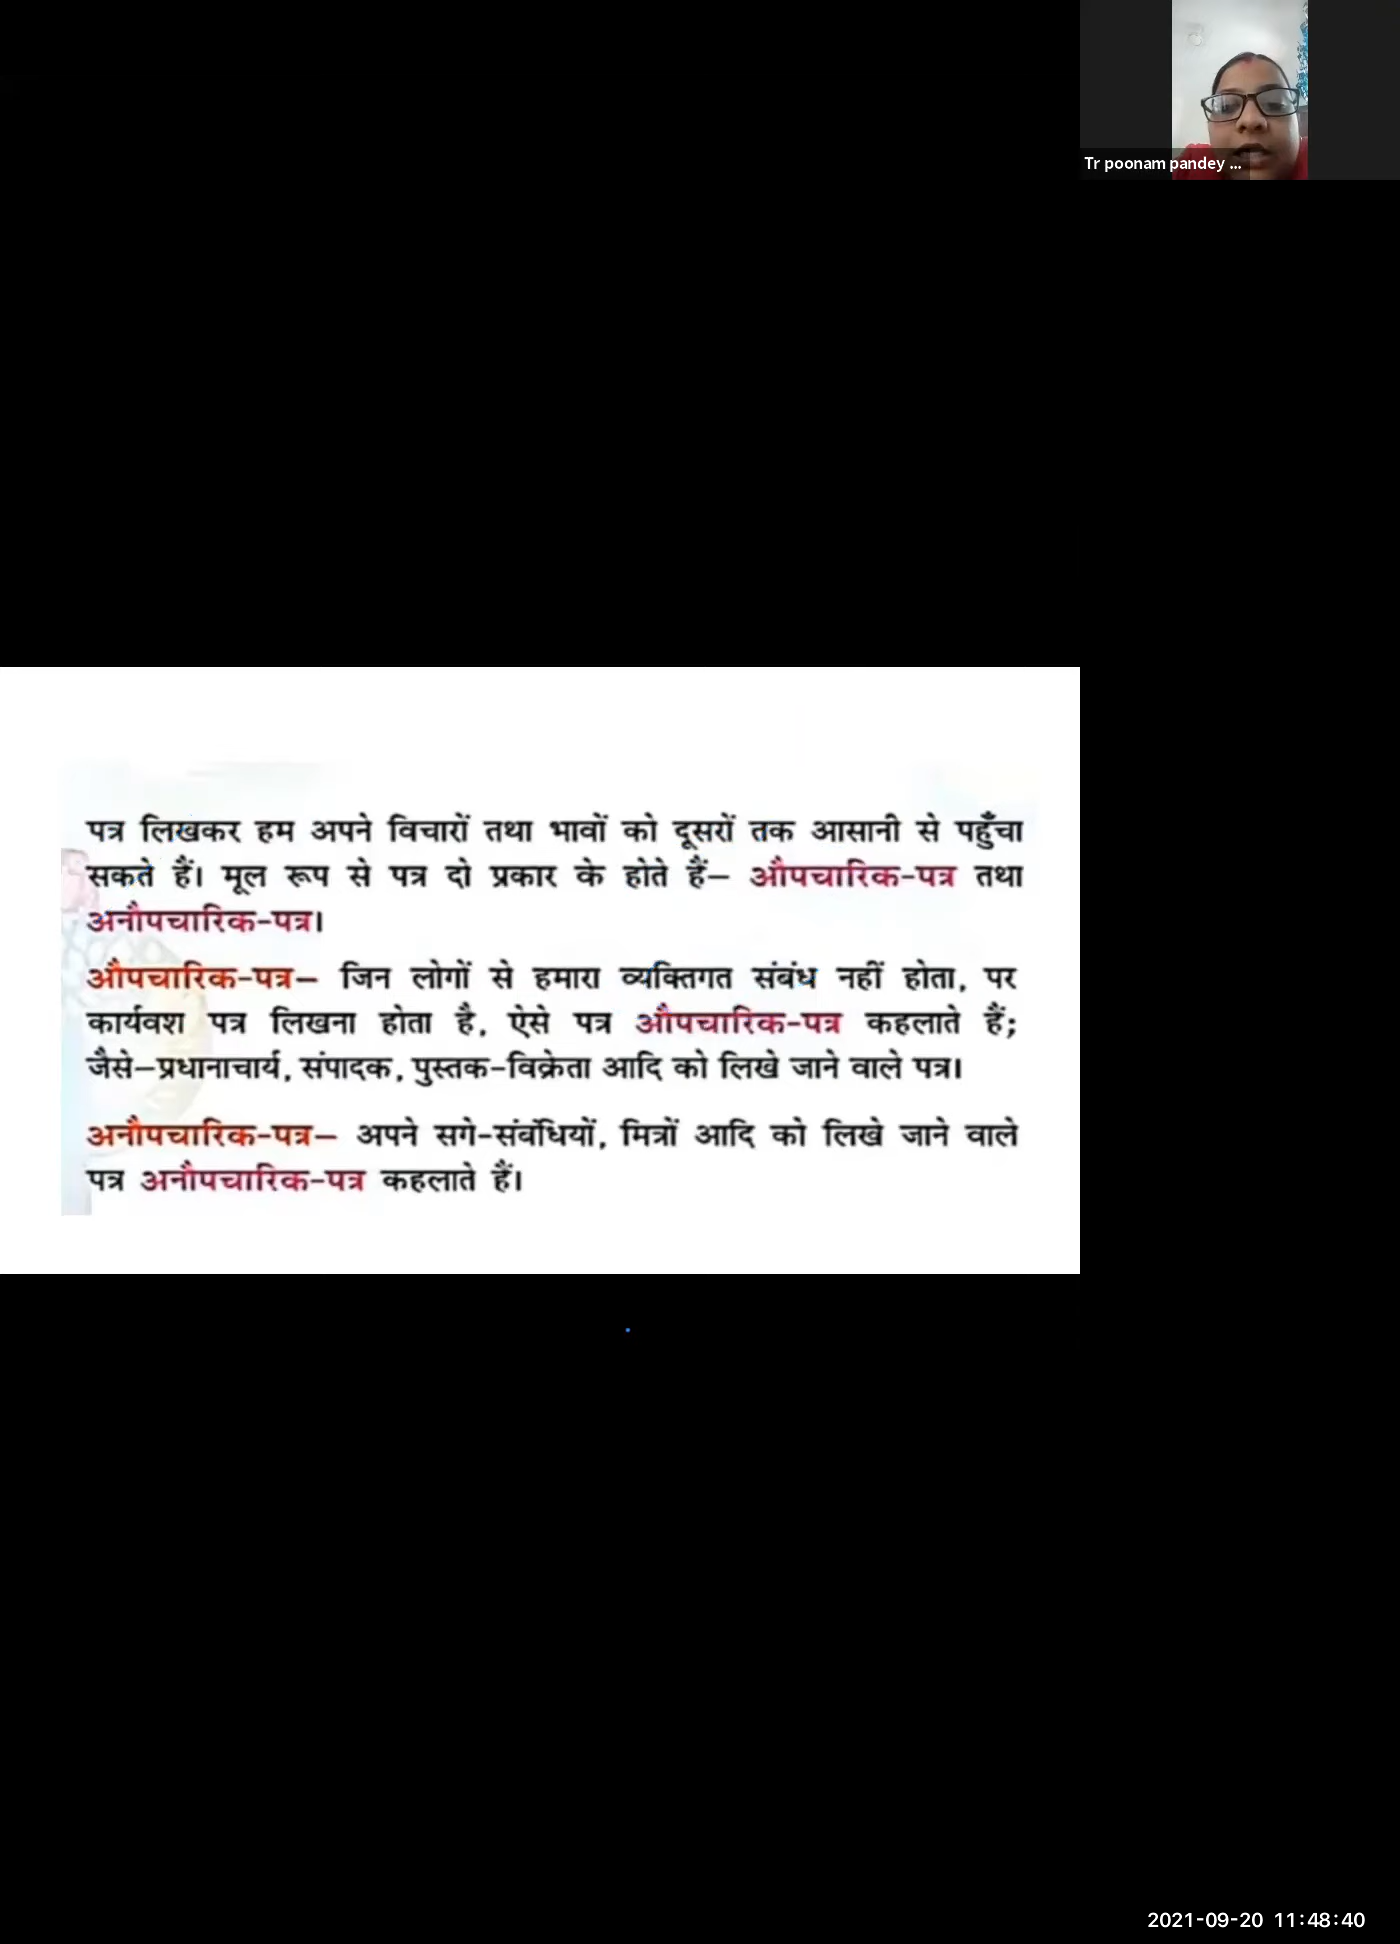 Tr poonam pandey ...
पत्र लिखकर हम अपने विचारों तथा भावों को दूसरों तक आसानी से पहुँचा
सकते हैं। मूल रूप से पत्र दो प्रकार के होते हैं– औपचारिक-पत्र तथा
अनौपचारिक-पत्र।
औपचारिक-पत्र– जिन लोगों से हमारा व्यक्तिगत संबंध नहीं होता, पर
कार्यवश पत्र लिखना होता है, ऐसे पत्र औपचारिक-पत्र कहलाते हैं;
जैसे–प्रधानाचार्य, संपादक, पुस्तक-विक्रेता आदि को लिखे जाने वाले पत्र।
अनौपचारिक-पत्र– अपने सगे-संबंधियों, मित्रों आदि को लिखे जाने वाले
पत्र अनौपचारिक-पत्र कहलाते हैं।
2021-09-20 11:48:40